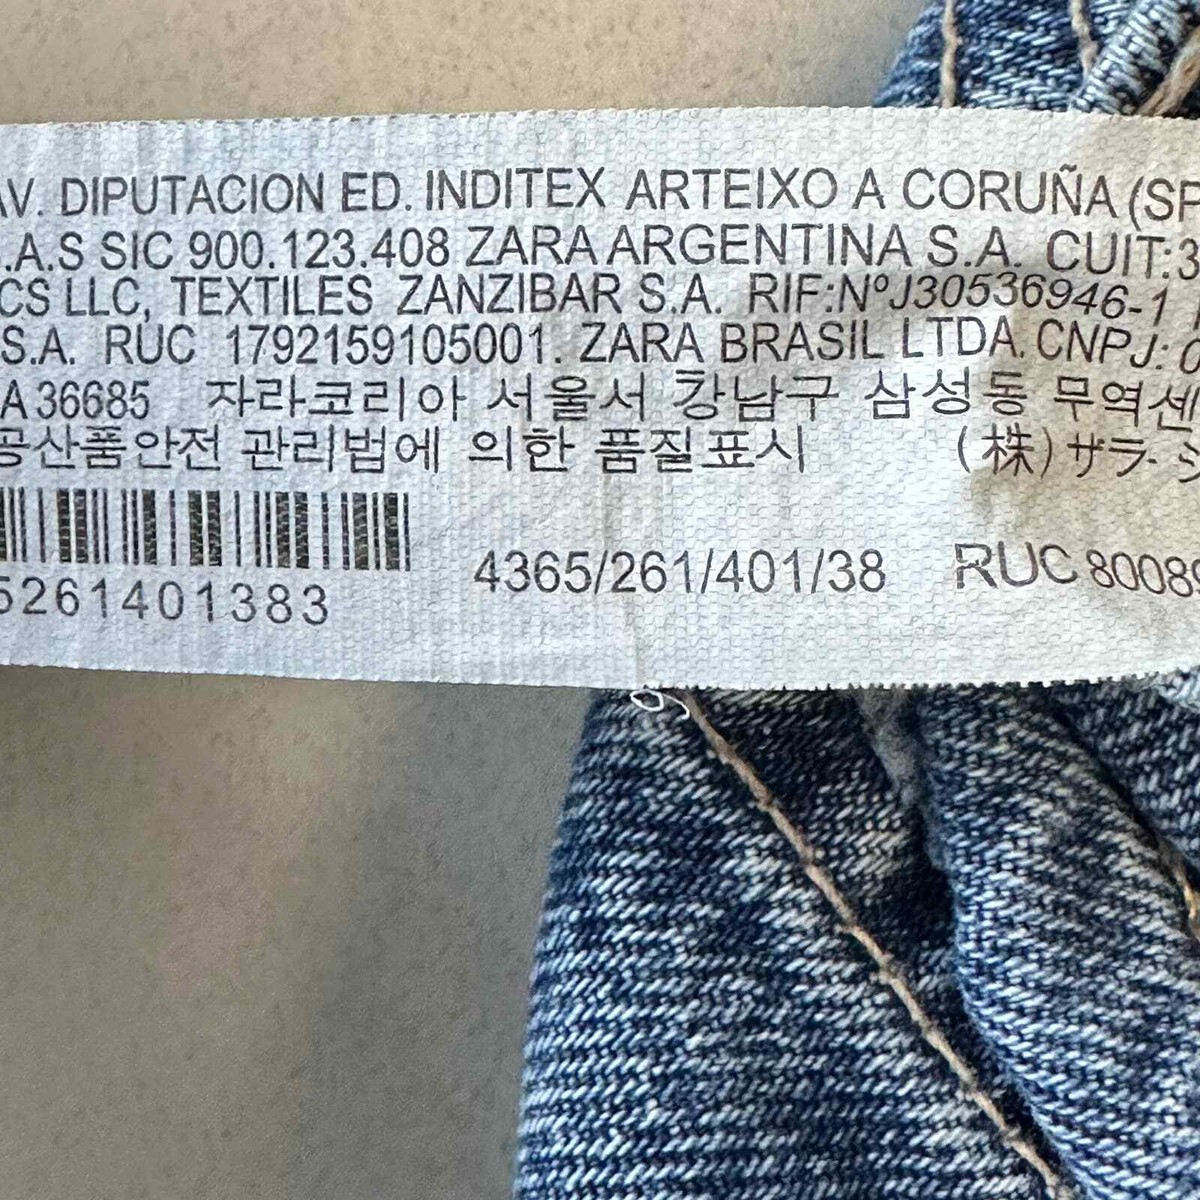 AV. DIPUTACION ED. INDITEX ARTEIXO A CORUÑA (SP
.A.S SIC 900.123.408 ZARA ARGENTINA S.A. CUIT:3
CS LLC, TEXTILES ZANZIBAR S.A. RIF:NºJ30536946-1
S.A. RUC 1792159105001. ZARA BRASIL LTDA. CNPJ: 0
A 36685 자라코리아 서울서 강남구 삼성동 무역센
공산품안전 관리법에 의한 품질표시 (株)ザラ・ジ
5261401383 4365/261/401/38 RUC 80089